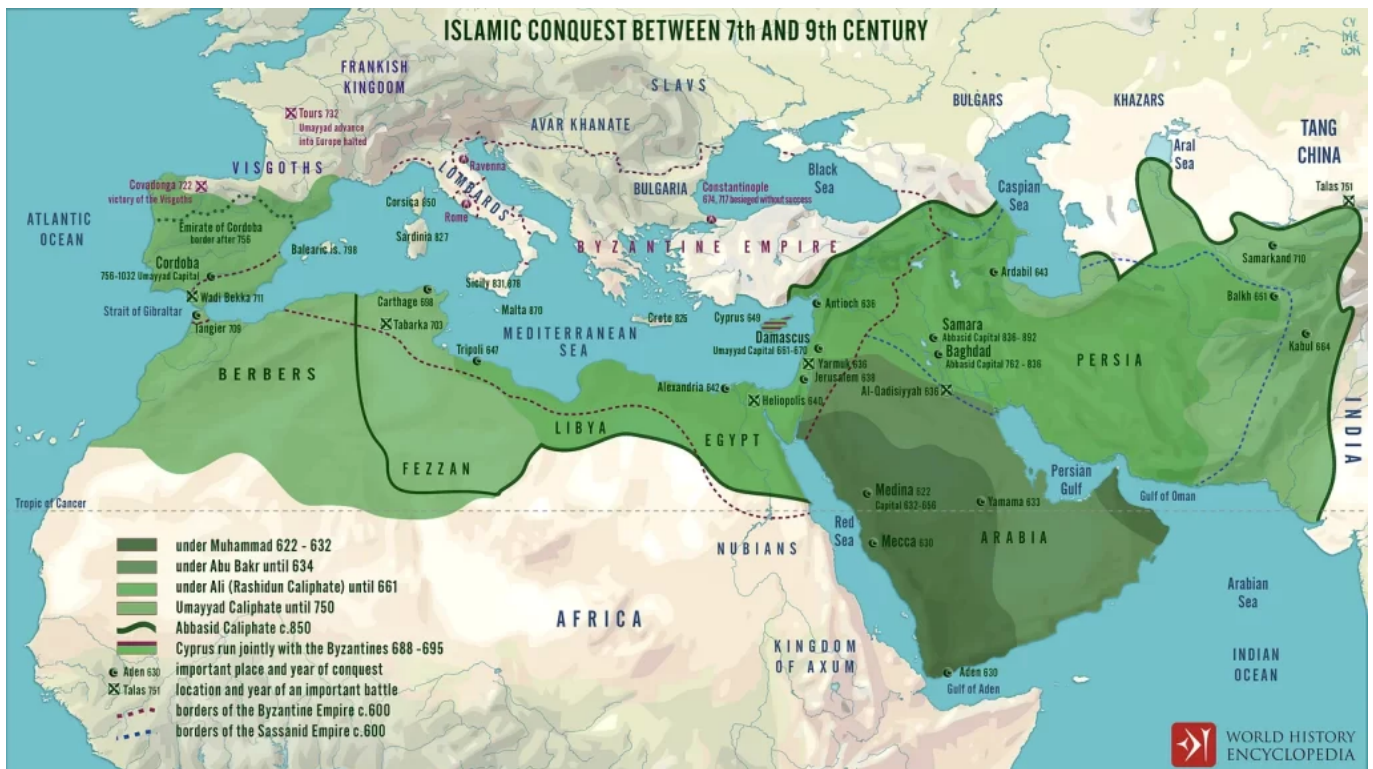 ISLAMIC CONQUEST BETWEEN 7th AND 9th CENTURY
CY
ME
WN
FRANKISH
KINGDOM
SLAVS
BULGARS
KHAZARS
TANG
CHINA
Tours 732
Umayyad advance
into Europe halted
AVAR KHANATE
Aral
Sea
VISGOTHS
Ravenna
LOMBARDS
Rome
Black
Sea
Caspian
Sea
Talas 751
Covadonga 722
victory of the Visgoths
BULGARIA
Constantinople
674, 717 besieged without success
Corsica 850
ATLANTIC
OCEAN
Emirate of Cordoba
border after 756
Sardinia 827
BYZANTINE EMPIRE
Balearic is. 798
Samarkand 710
Cordoba
756-1032 Umayyad Capital
Ardabil 643
Sicily 831,878
Wadi Bekka 711
Strait of Gibraltar
Tangier 709
Carthage 698
Tabarka 703
Malta 870
Crete 825
Cyprus 649
Antioch 638
Balkh 651
MEDITERRANEAN
SEA
Damascus
Umayyad Capital 661-670
Samara
Abbasid Capital 836-892
Baghdad
Abbasid Capital 762 - 836
PERSIA
Kabul 664
Tripoli 647
Yarmuk 636
Jerusalem 638
BERBERS
Alexandria 642
Heliopolis 640
Al-Qadisiyyah 636
LIBYA
EGYPT
INDIA
FEZZAN
Persian
Gulf
Gulf of Oman
Medina 622
Capital 632-656
Yamama 633
Tropic of Cancer
Red
Sea
Mecca 630
ARABIA
NUBIANS
AFRICA
Arabian
Sea
KINGDOM
OF AXUM
INDIAN
OCEAN
Aden 630
Gulf of Aden
under Muhammad 622 - 632
under Abu Bakr until 634
under Ali (Rashidun Caliphate) until 661
Umayyad Caliphate until 750
Abbasid Caliphate c.850
Cyprus run jointly with the Byzantines 688 -695
Aden 630 important place and year of conquest
Talas 751 location and year of an important battle
borders of the Byzantine Empire c.600
borders of the Sassanid Empire c.600
WORLD HISTORY
ENCYCLOPEDIA